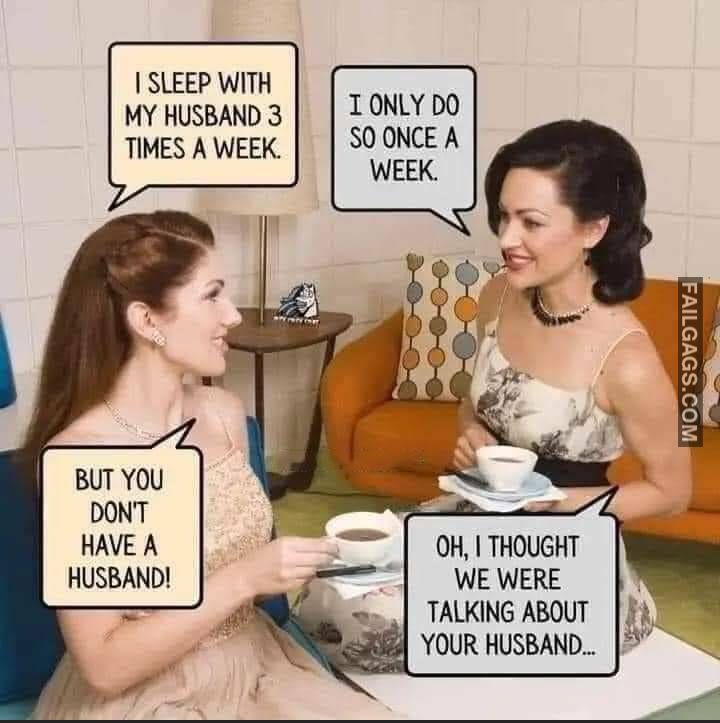 I SLEEP WITH
MY HUSBAND 3
TIMES A WEEK.
I ONLY DO
SO ONCE A
WEEK.
BUT YOU
DON'T
HAVE A
HUSBAND!
OH, I THOUGHT
WE WERE
TALKING ABOUT
YOUR HUSBAND...
FAILGAGS.COM